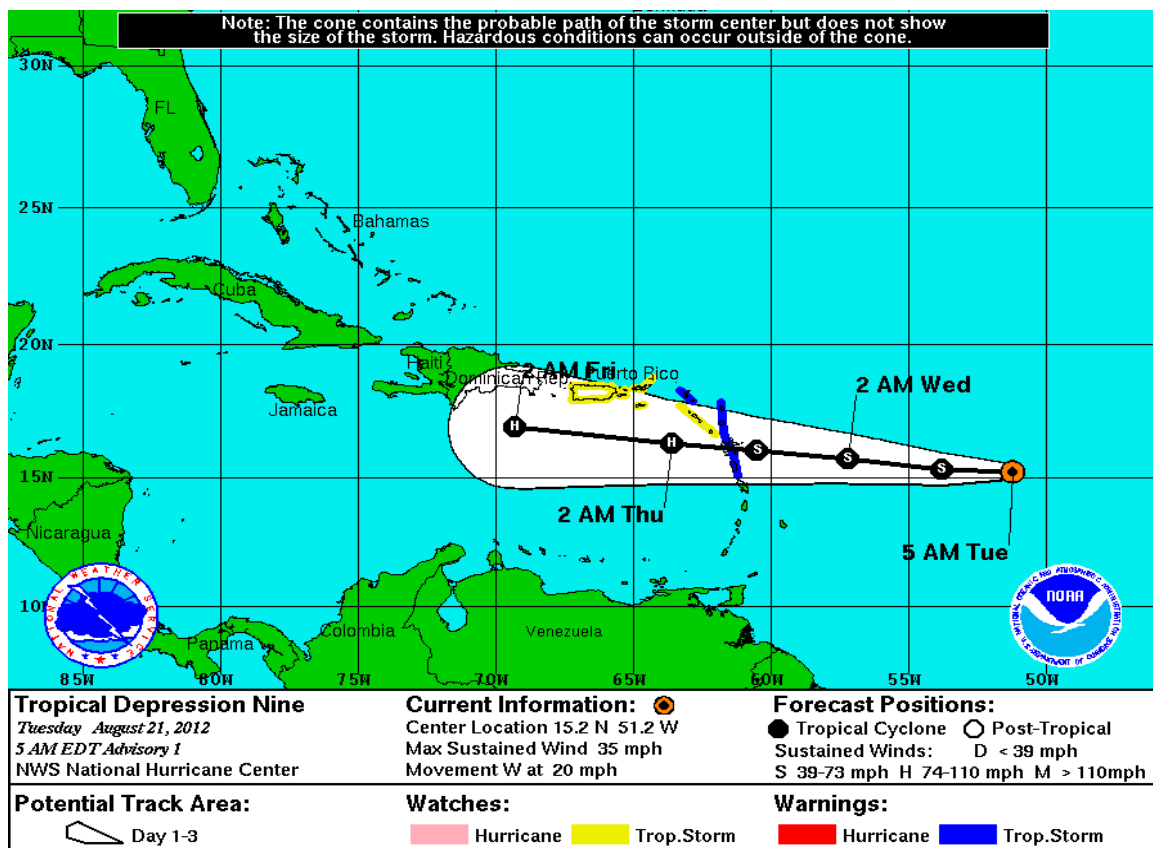 Bermuda
Note: The cone contains the probable path of the storm center but does not show
the size of the storm. Hazardous conditions can occur outside of the cone.
30N
FL
25N
Bahamas
Cuba
20N
Haiti
2 AM Fri
Puerto Rico
Dominican Rep.
2 AM Wed
Jamaica
H
H
S
S
S
15N
2 AM Thu
Nicaragua
5 AM Tue
NATIONAL WEATHER SERVICE
NOAA
10N
Colombia
Venezuela
Panama
85W 80W 75W 70W 65W 60W 55W 50W
Tropical Depression Nine
Tuesday August 21, 2012
5 AM EDT Advisory 1
NWS National Hurricane Center
Current Information:
Center Location 15.2 N 51.2 W
Max Sustained Wind 35 mph
Movement W at 20 mph
Forecast Positions:
Tropical Cyclone Post-Tropical
Sustained Winds: D < 39 mph
S 39-73 mph H 74-110 mph M > 110mph
Potential Track Area:
Day 1-3
Watches:
Hurricane Trop.Storm
Warnings:
Hurricane Trop.Storm